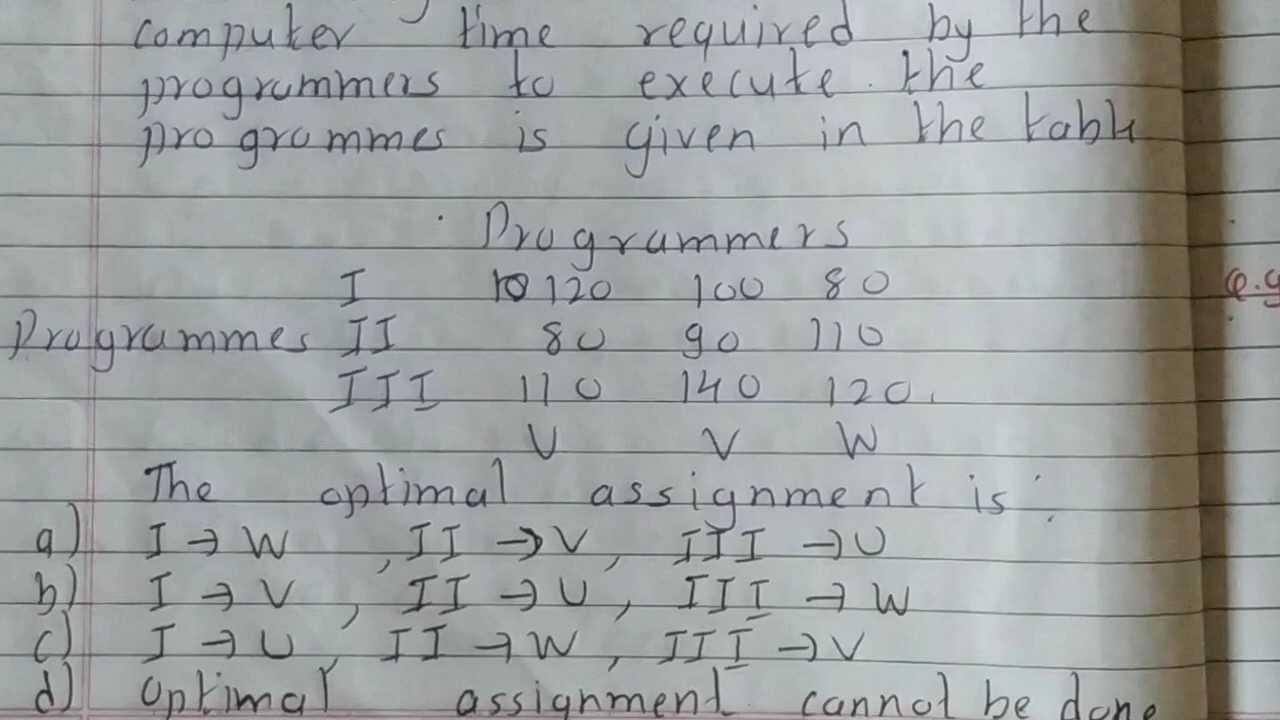 computer time required by the
programmers to execute the
programmes is given in the table
Programmers
I 120 100 80
Programmes II 80 90 110
III 110 140 120
U V W
The optimal assignment is :
a) I → W , II → V , III → U
b) I → V , II → U , III → W
c) I → U , II → W , III → V
d) Optimal assignment cannot be done